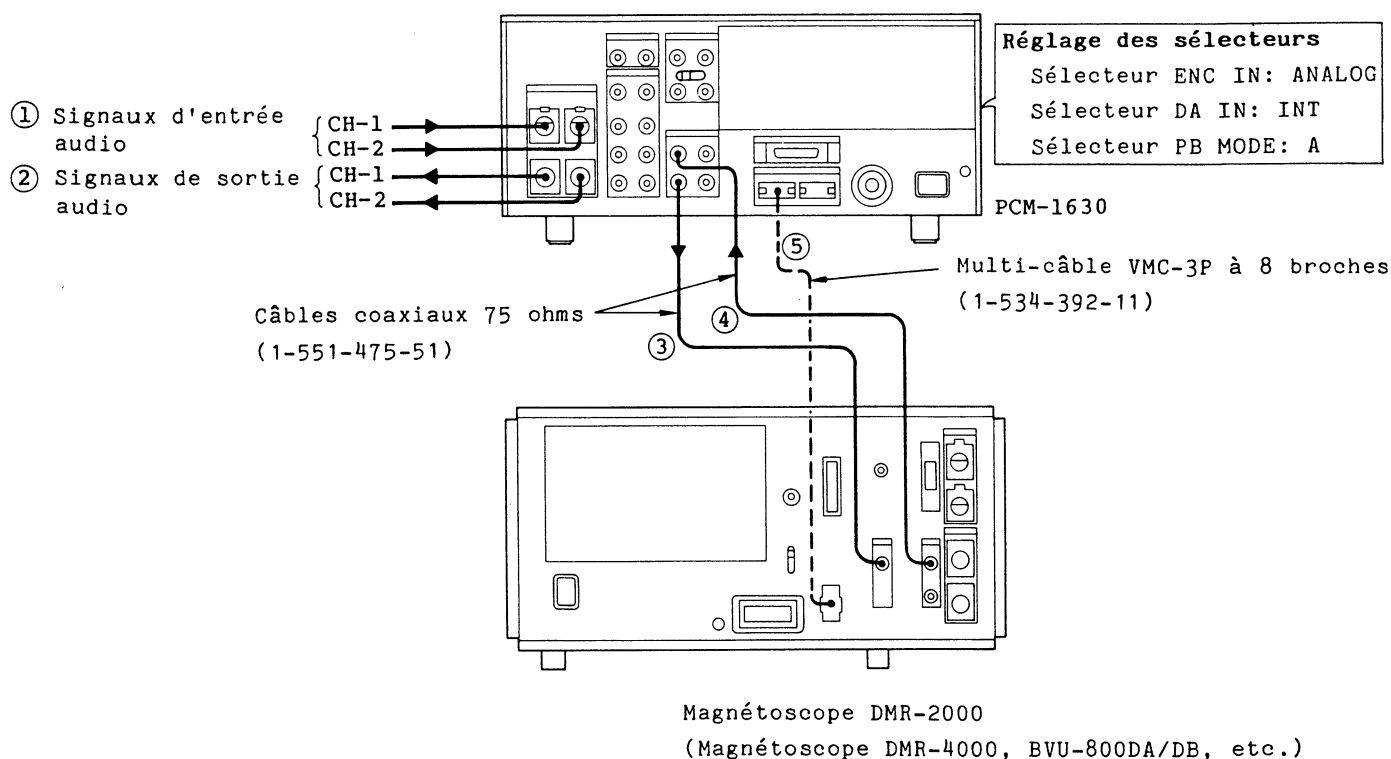 Réglage des sélecteurs
Sélecteur ENC IN: ANALOG
Sélecteur DA IN: INT
Sélecteur PB MODE: A
① Signaux d'entrée
audio
CH-1
CH-2
② Signaux de sortie
audio
CH-1
CH-2
PCM-1630
⑤
Multi-câble VMC-3P à 8 broches
(1-534-392-11)
Câbles coaxiaux 75 ohms
(1-551-475-51)
④
③
Magnétoscope DMR-2000
(Magnétoscope DMR-4000, BVU-800DA/DB, etc.)